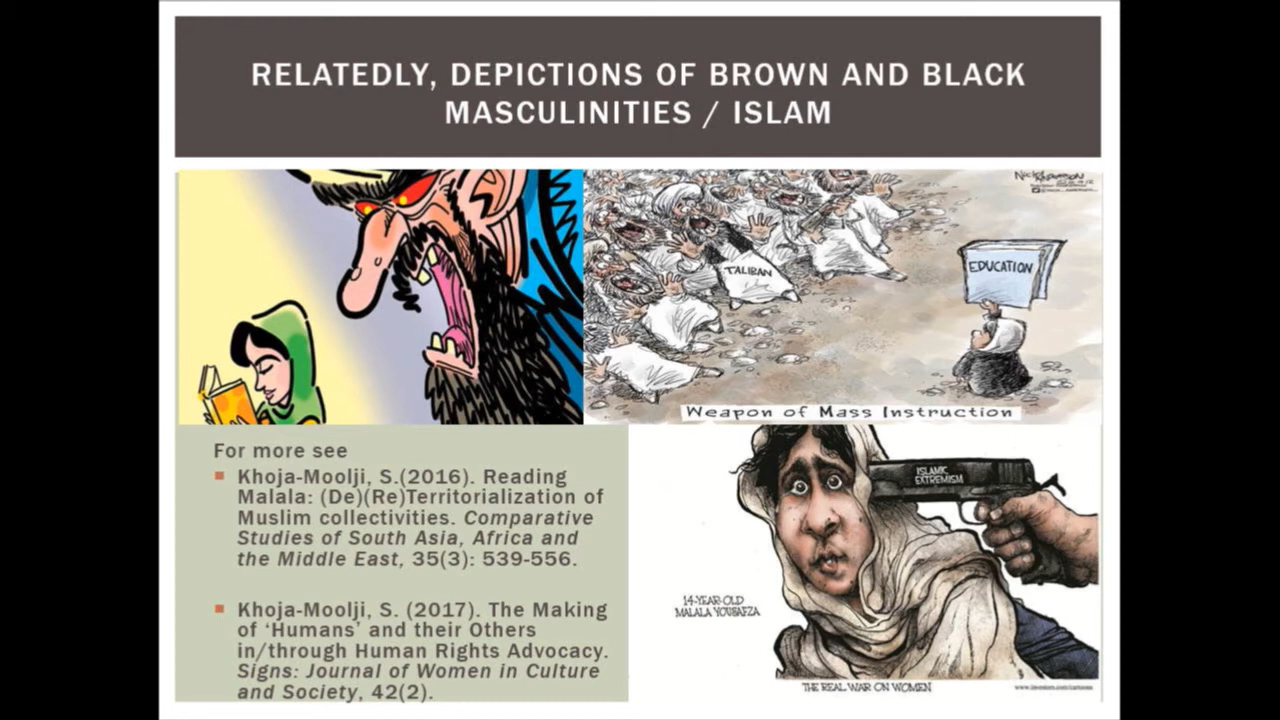 RELATEDLY, DEPICTIONS OF BROWN AND BLACK
MASCULINITIES / ISLAM
TALIBAN
EDUCATION
Weapon of Mass Instruction
For more see
Khoja-Moolji, S.(2016). Reading
Malala: (De)(Re)Territorialization of
Muslim collectivities. Comparative
Studies of South Asia, Africa and
the Middle East, 35(3): 539-556.
Khoja-Moolji, S. (2017). The Making
of ‘Humans’ and their Others
in/through Human Rights Advocacy.
Signs: Journal of Women in Culture
and Society, 42(2).
ISLAMIC
EXTREMISM
14-YEAR-OLD
MALALA YOUSAFZA
THE REAL WAR ON WOMEN
www.investors.com/cartoons